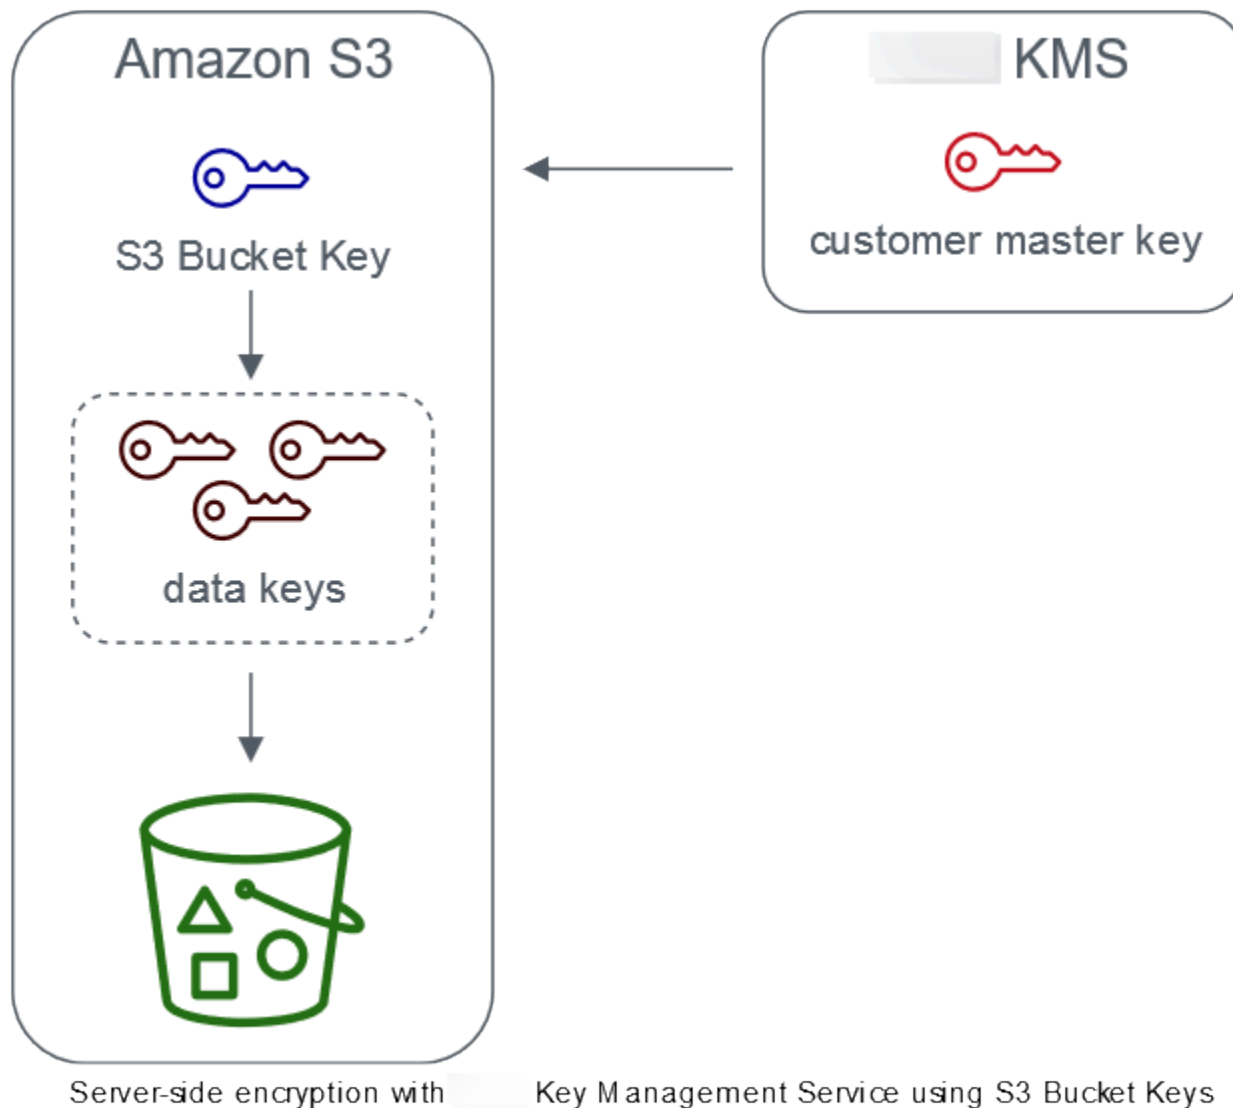 Amazon S3
KMS
S3 Bucket Key
customer master key
data keys
Server-side encryption with Key Management Service using S3 Bucket Keys